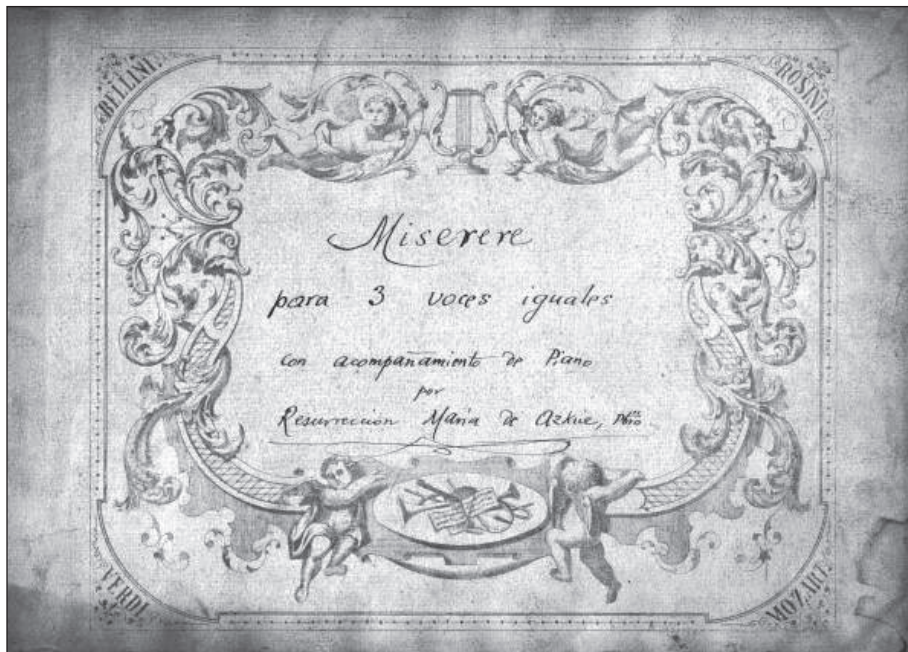 BELLINI.
ROSINI.
Miserere
para 3 voces iguales
con acompañamiento de Piano
por
Resurrección María de Azkue, Pbro
VERDI.
MOZART.